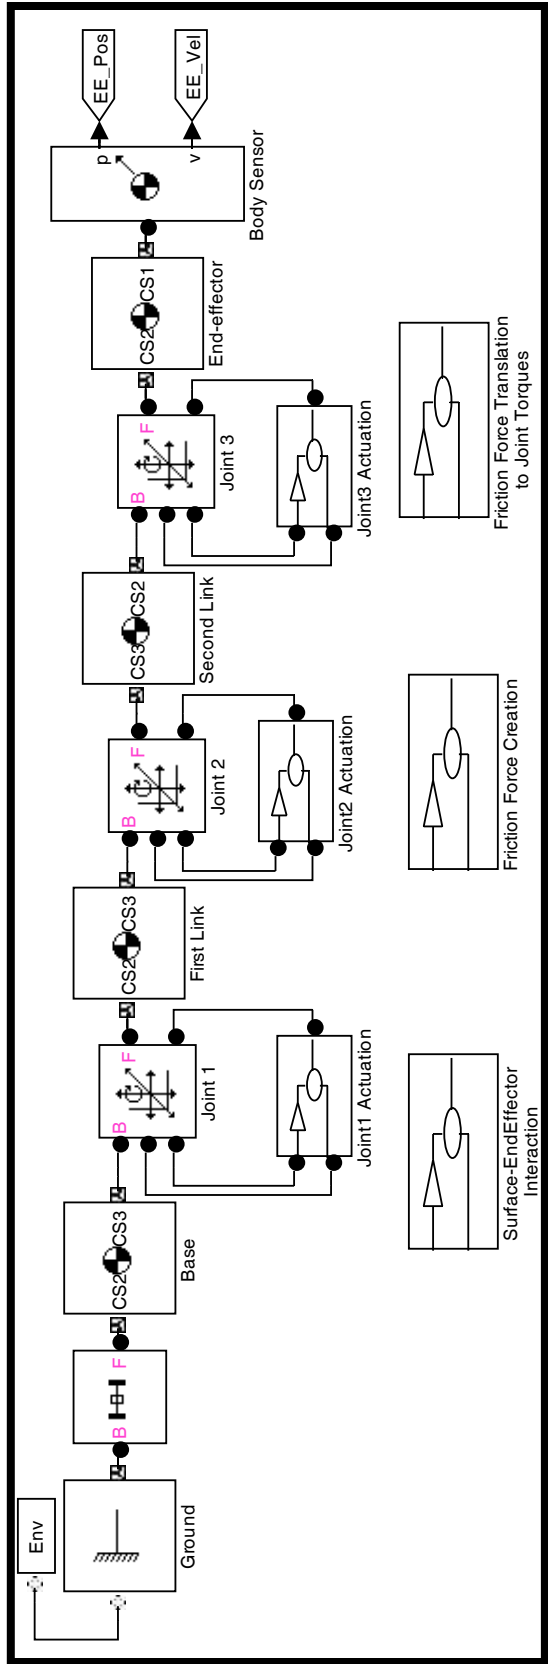 Env
Ground
B F
CS2 CS3
Base
B F
Joint 1
CS2 CS3
First Link
B F
Joint 2
CS3 CS2
Second Link
B F
Joint 3
CS2 CS1
End-effector
p
v
Body Sensor
EE_Pos
EE_Vel
Joint1 Actuation
Joint2 Actuation
Joint3 Actuation
Surface-EndEffector
Interaction
Friction Force Creation
Friction Force Translation
to Joint Torques